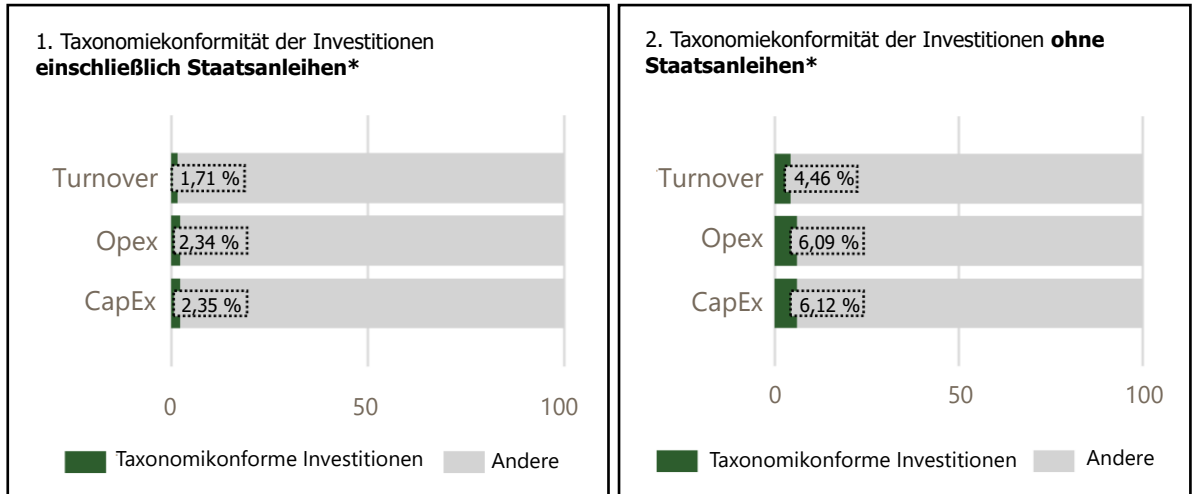 1. Taxonomiekonformität der Investitionen
einschließlich Staatsanleihen*
Turnover
1,71 %
Opex
2,34 %
CapEx
2,35 %
0
50
100
Taxonomikonforme Investitionen
Andere
2. Taxonomiekonformität der Investitionen ohne
Staatsanleihen*
Turnover
4,46 %
Opex
6,09 %
CapEx
6,12 %
0
50
100
Taxonomikonforme Investitionen
Andere